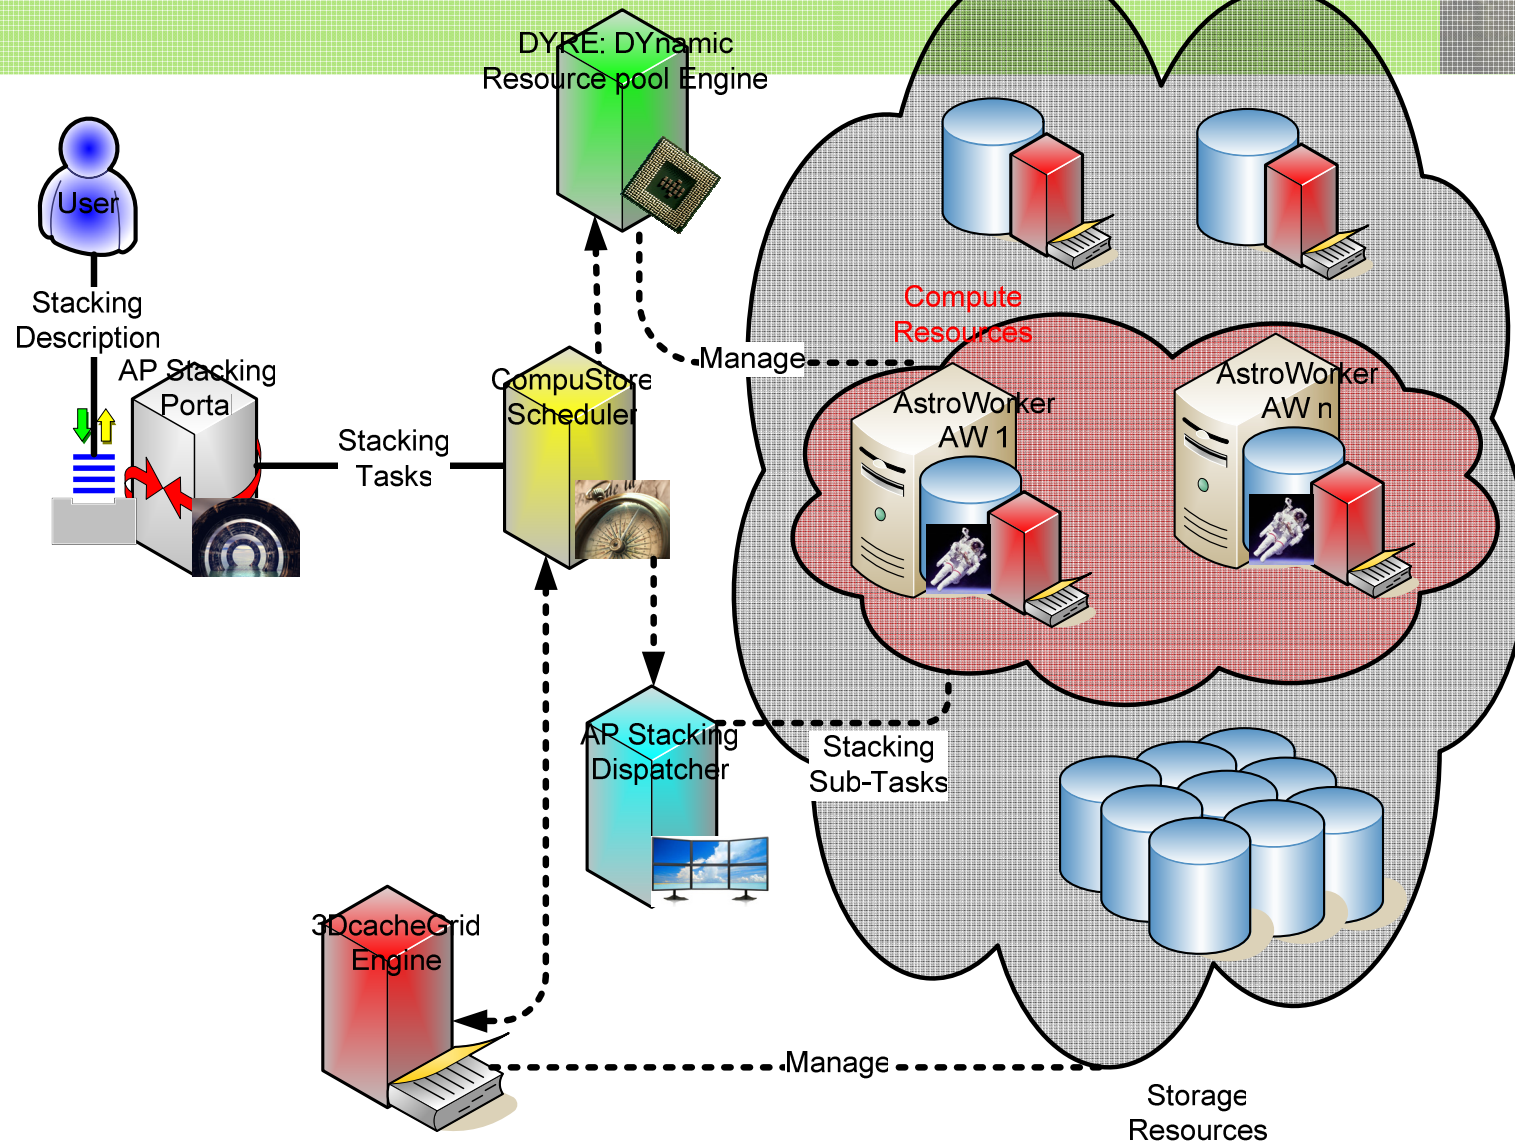 DYRE: DYnamic
Resource pool Engine
User
Stacking
Description
AP Stacking
Portal
Stacking
Tasks
CompuStore
Scheduler
Manage
Compute
Resources
AstroWorker
AW 1
AstroWorker
AW n
AP Stacking
Dispatcher
Stacking
Sub-Tasks
3DcacheGrid
Engine
Manage
Storage
Resources